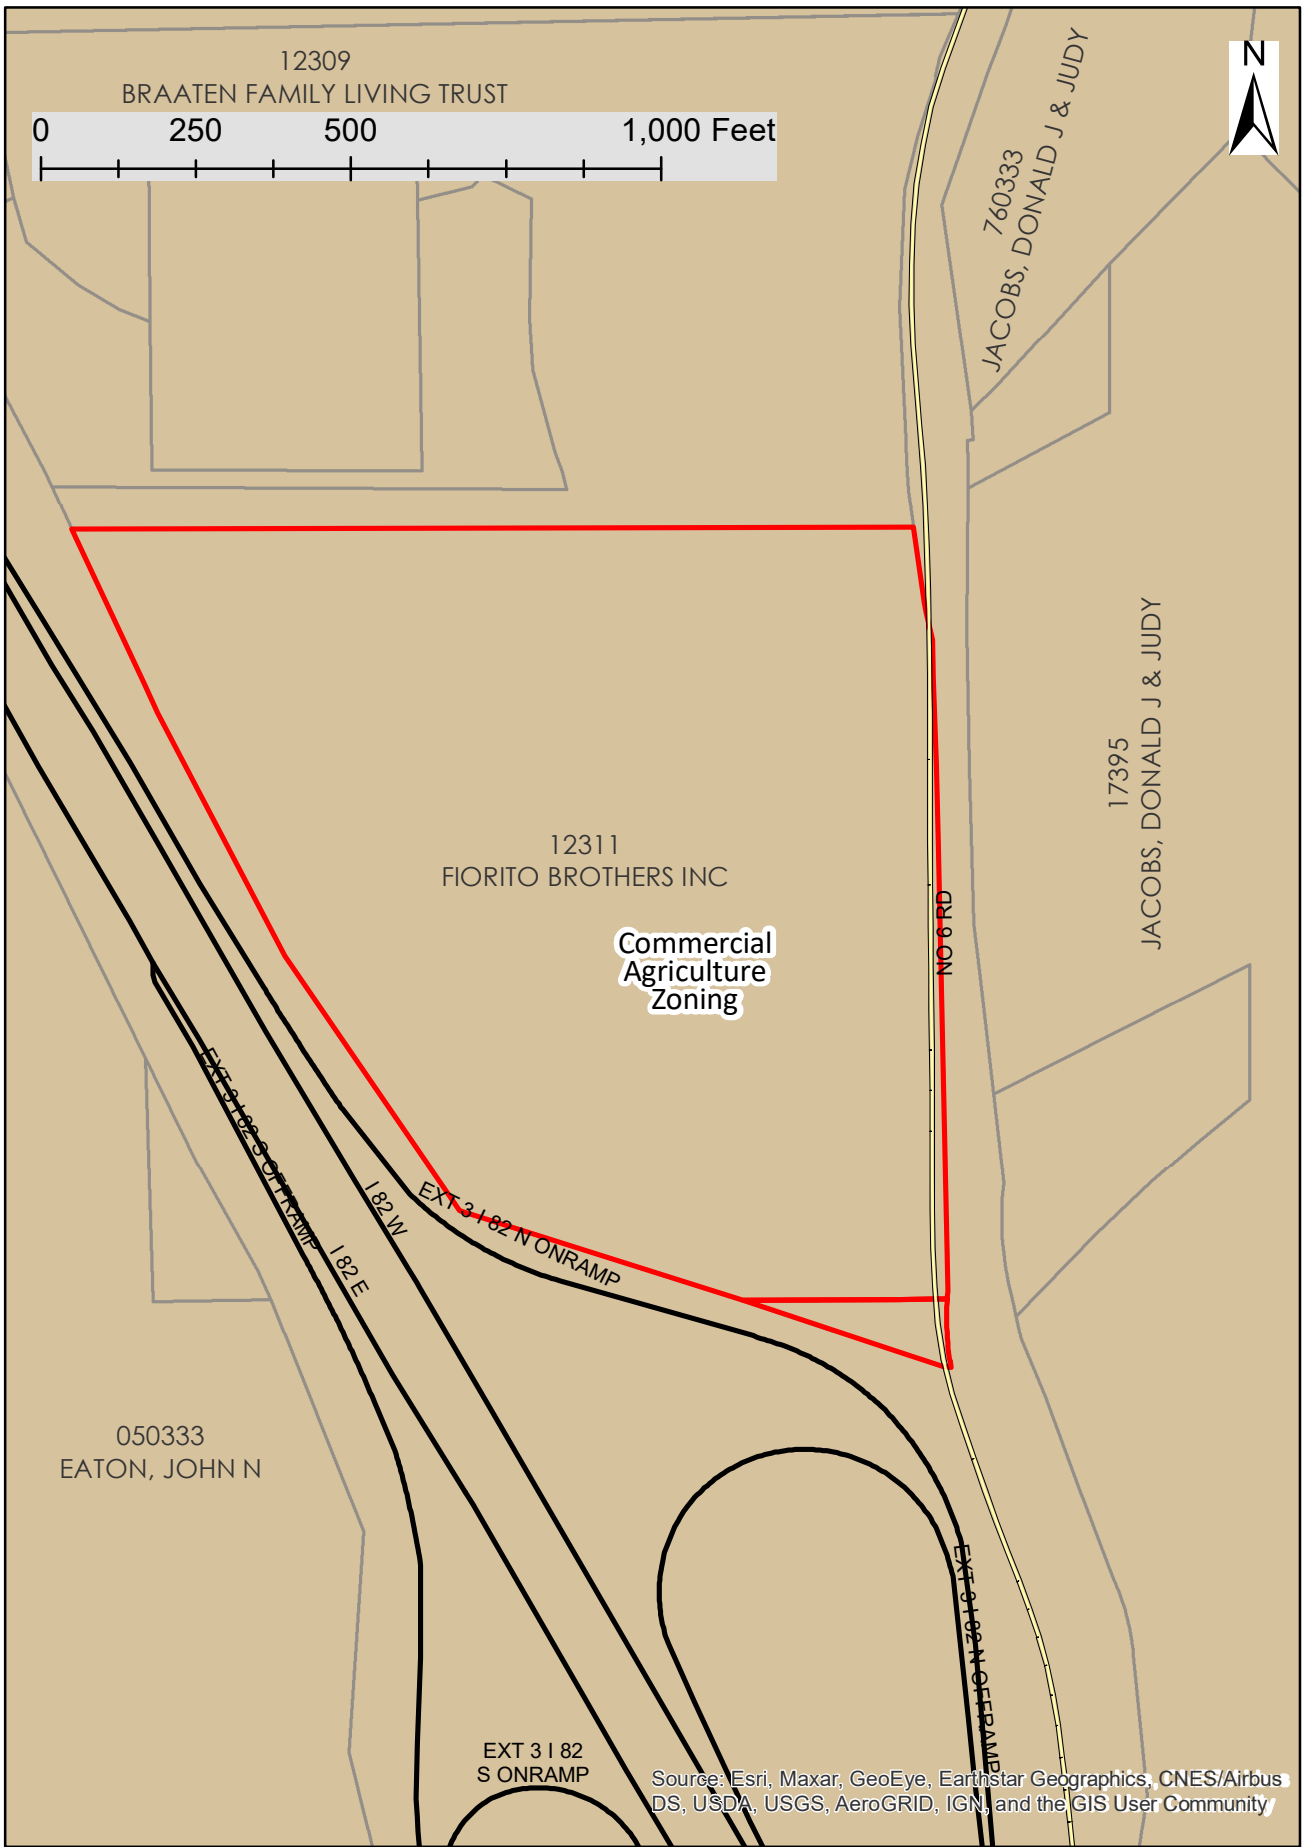 12309
BRAATEN FAMILY LIVING TRUST
N
0 250 500 1,000 Feet
760333
JACOBS, DONALD J & JUDY
17395
JACOBS, DONALD J & JUDY
12311
FIORITO BROTHERS INC
Commercial
Agriculture
Zoning
NO 6 RD
EXT 3 I 82 S OFFRAMP
I 82 W
I 82 E
EXT 3 I 82 N ONRAMP
050333
EATON, JOHN N
EXT 3 I 82 N OFFRAMP
EXT 3 I 82
S ONRAMP
Source: Esri, Maxar, GeoEye, Earthstar Geographics, CNES/Airbus
DS, USDA, USGS, AeroGRID, IGN, and the GIS User Community